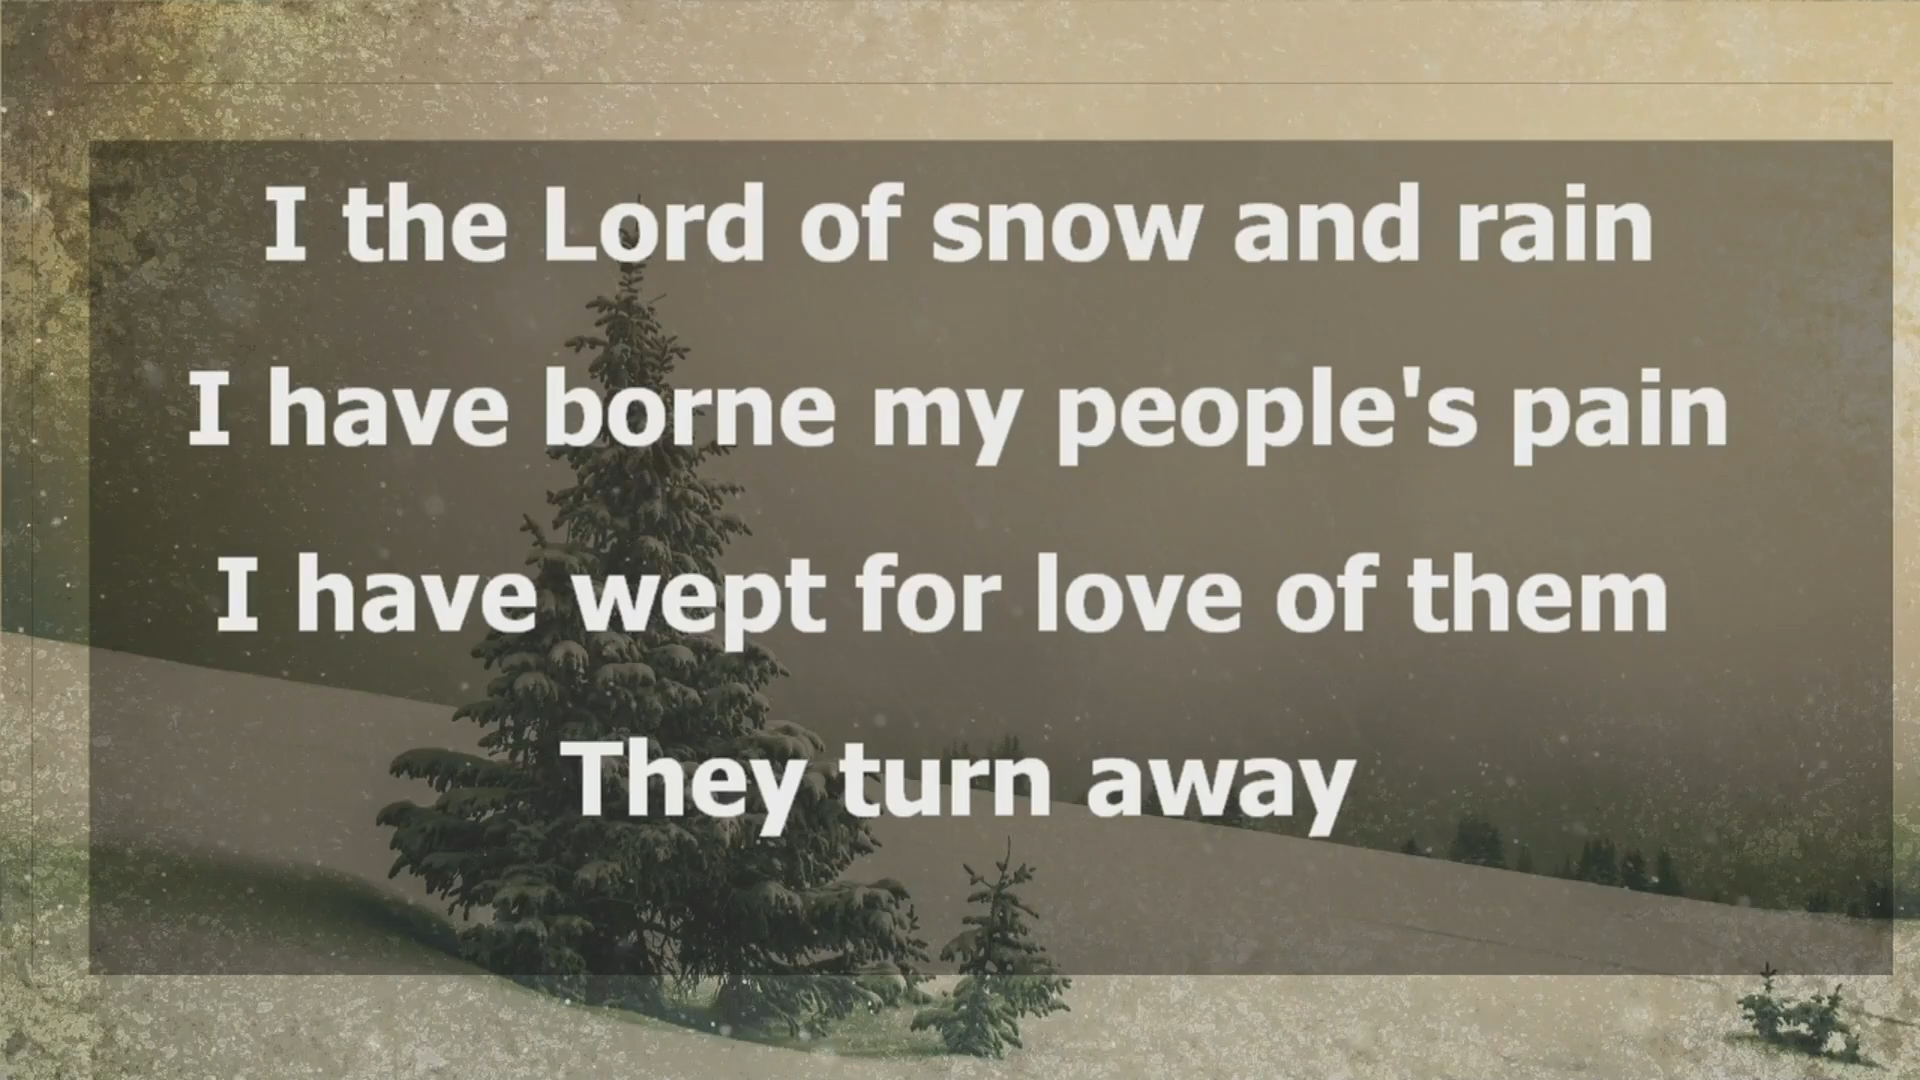 I the Lord of snow and rain
I have borne my people's pain
I have wept for love of them
They turn away